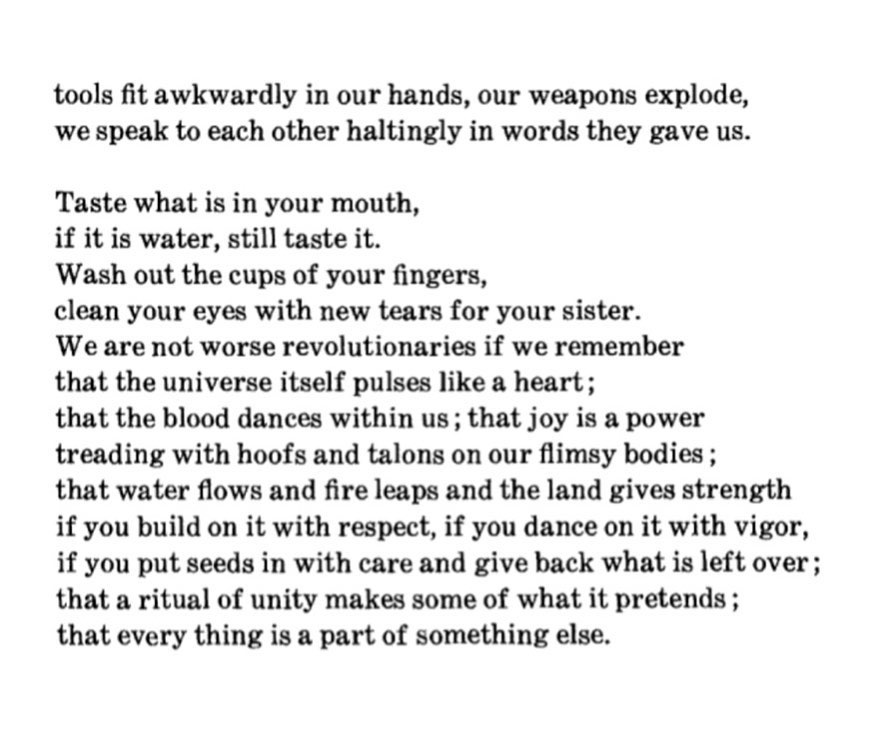 tools fit awkwardly in our hands, our weapons explode,
we speak to each other haltingly in words they gave us.

Taste what is in your mouth,
if it is water, still taste it.
Wash out the cups of your fingers,
clean your eyes with new tears for your sister.
We are not worse revolutionaries if we remember
that the universe itself pulses like a heart;
that the blood dances within us; that joy is a power
treading with hoofs and talons on our flimsy bodies;
that water flows and fire leaps and the land gives strength
if you build on it with respect, if you dance on it with vigor,
if you put seeds in with care and give back what is left over;
that a ritual of unity makes some of what it pretends;
that every thing is a part of something else.